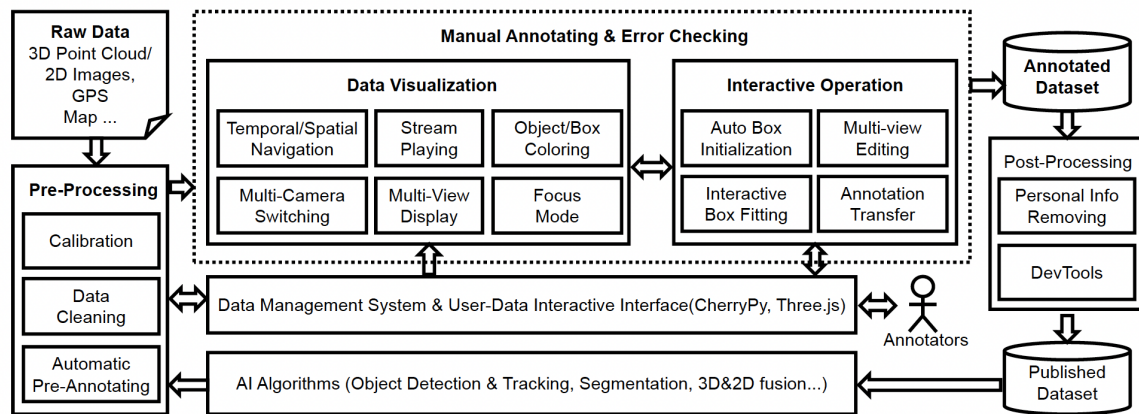 Raw Data
3D Point Cloud/
2D Images,
GPS
Map ...
Pre-Processing
Calibration
Data
Cleaning
Automatic
Pre-Annotating
Manual Annotating & Error Checking
Data Visualization
Temporal/Spatial
Navigation
Stream
Playing
Object/Box
Coloring
Multi-Camera
Switching
Multi-View
Display
Focus
Mode
Interactive Operation
Auto Box
Initialization
Multi-view
Editing
Interactive
Box Fitting
Annotation
Transfer
Data Management System & User-Data Interactive Interface(CherryPy, Three.js)
Annotators
AI Algorithms (Object Detection & Tracking, Segmentation, 3D&2D fusion...)
Annotated
Dataset
Post-Processing
Personal Info
Removing
DevTools
Published
Dataset